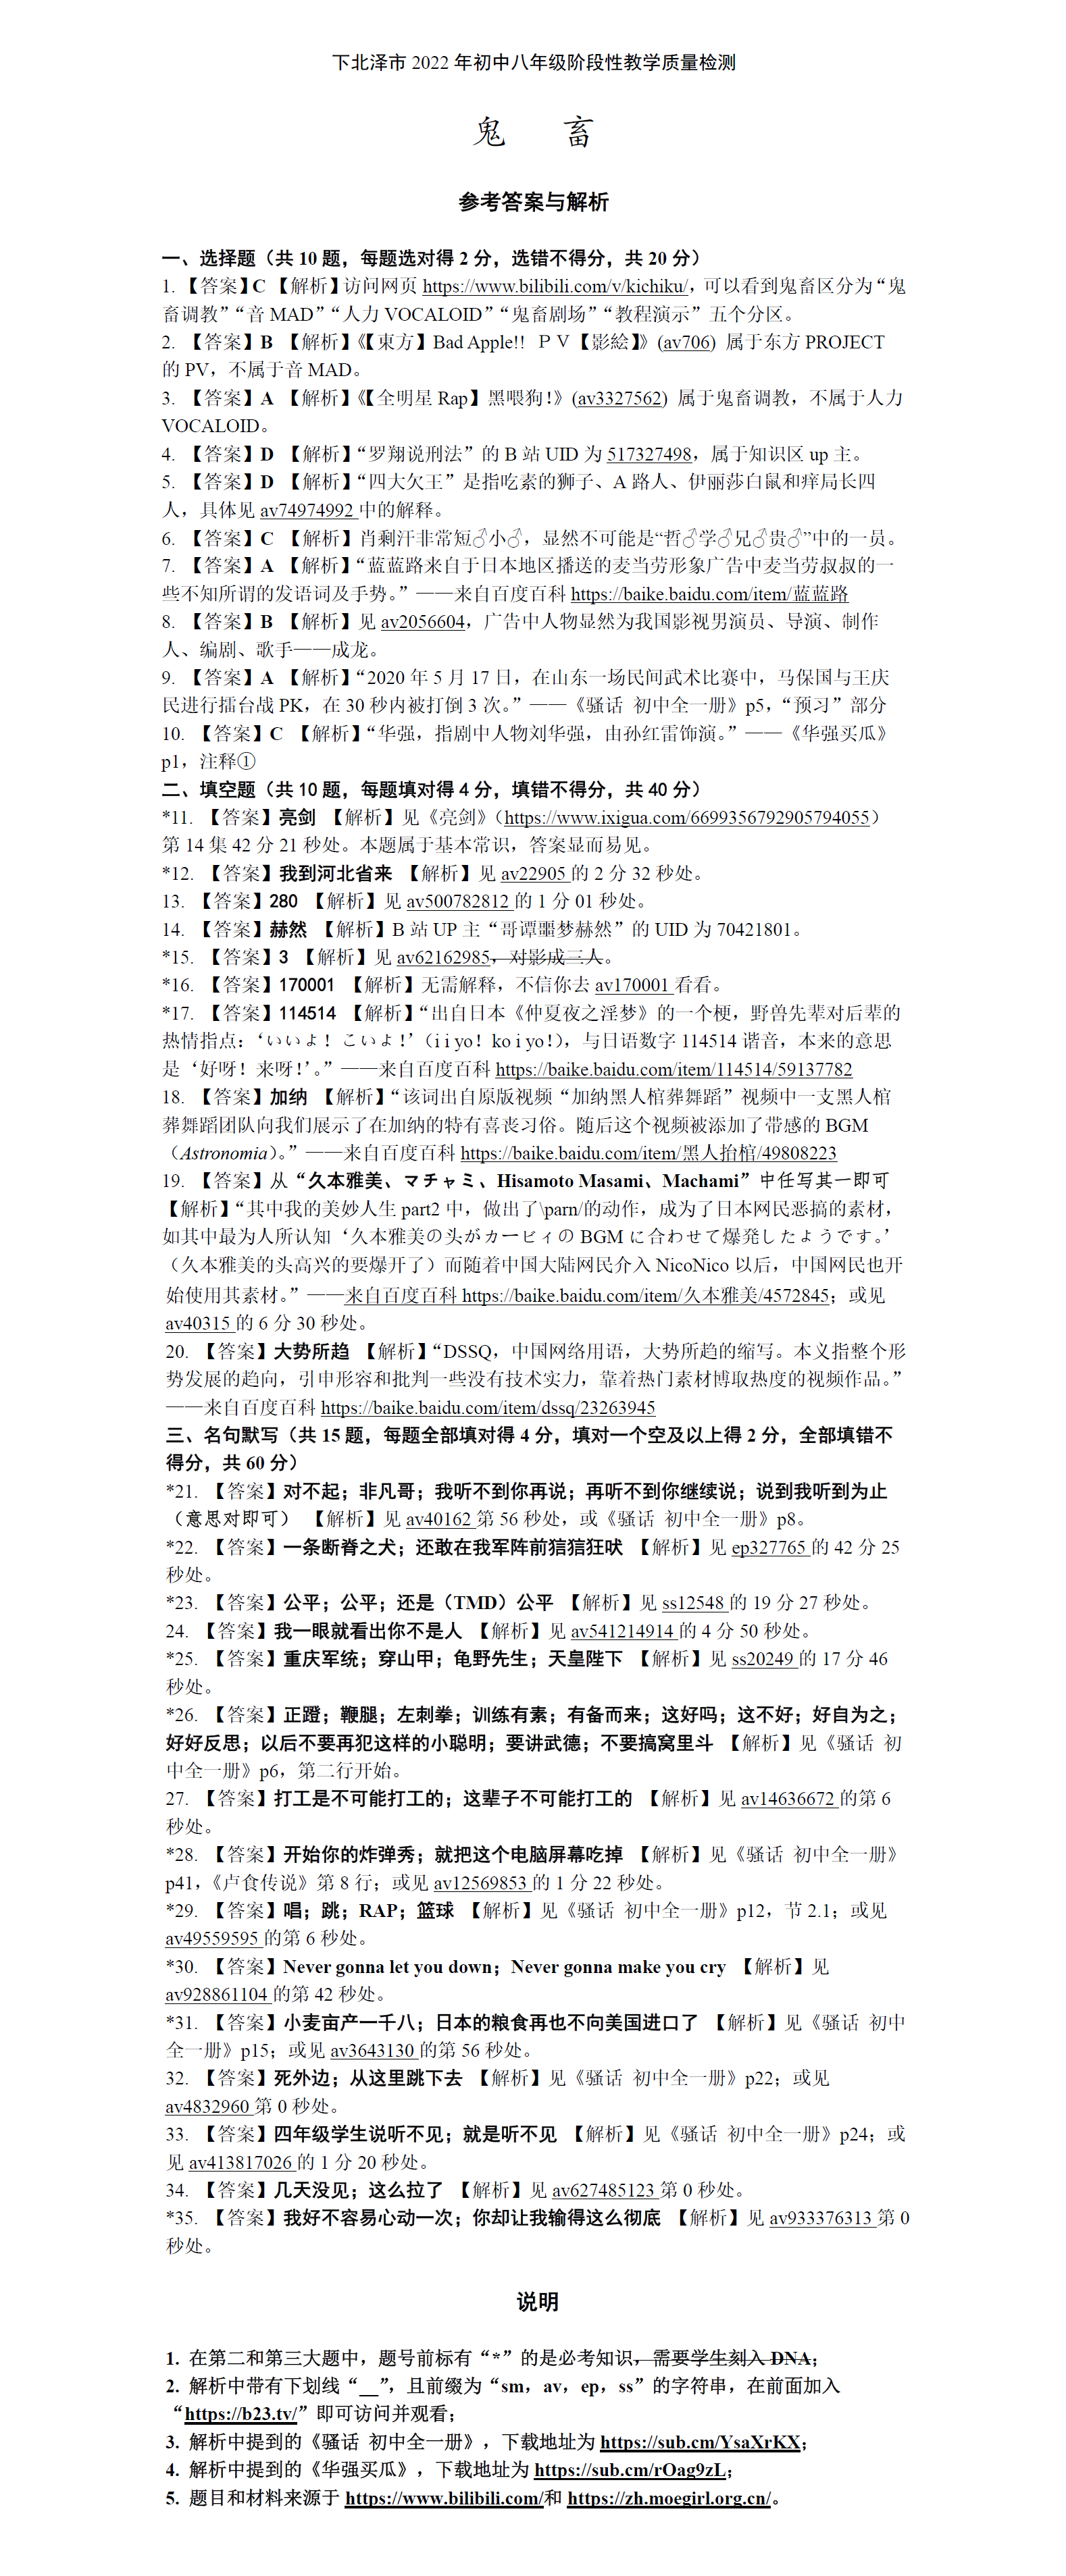 下北泽市 2022 年初中八年级阶段性教学质量检测
鬼 畜
参考答案与解析
一、选择题（共 10 题，每题选对得 2 分，选错不得分，共 20 分）
1. 【答案】C 【解析】访问网页 https://www.bilibili.com/v/kichiku/，可以看到鬼畜区分为“鬼
畜调教”“音 MAD”“人力 VOCALOID”“鬼畜剧场”“教程演示”五个分区。
2. 【答案】B 【解析】《【東方】Bad Apple!! ＰＶ【影絵】》(av706) 属于东方 PROJECT
的 PV，不属于音 MAD。
3. 【答案】A 【解析】《【全明星 Rap】黑喂狗！》(av3327562) 属于鬼畜调教，不属于人力
VOCALOID。
4. 【答案】D 【解析】“罗翔说刑法”的 B 站 UID 为 517327498，属于知识区 up 主。
5. 【答案】D 【解析】“四大欠王”是指吃素的狮子、A 路人、伊丽莎白鼠和痒局长四
人，具体见 av74974992 中的解释。
6. 【答案】C 【解析】肖剩汗非常短♂小♂，显然不可能是“哲♂学♂兄♂贵♂”中的一员。
7. 【答案】A 【解析】“蓝蓝路来自于日本地区播送的麦当劳形象广告中麦当劳叔叔的一
些不知所谓的发语词及手势。”——来自百度百科 https://baike.baidu.com/item/蓝蓝路
8. 【答案】B 【解析】见 av2056604，广告中人物显然为我国影视男演员、导演、制作
人、编剧、歌手——成龙。
9. 【答案】A 【解析】“2020 年 5 月 17 日，在山东一场民间武术比赛中，马保国与王庆
民进行擂台战 PK，在 30 秒内被打倒 3 次。”——《骚话 初中全一册》p5，“预习”部分
10. 【答案】C 【解析】“华强，指剧中人物刘华强，由孙红雷饰演。”——《华强买瓜》
p1，注释①
二、填空题（共 10 题，每题填对得 4 分，填错不得分，共 40 分）
*11. 【答案】亮剑 【解析】见《亮剑》（https://www.ixigua.com/6699356792905794055）
第 14 集 42 分 21 秒处。本题属于基本常识，答案显而易见。
*12. 【答案】我到河北省来 【解析】见 av22905 的 2 分 32 秒处。
13. 【答案】280 【解析】见 av500782812 的 1 分 01 秒处。
14. 【答案】赫然 【解析】B 站 UP 主“哥谭噩梦赫然”的 UID 为 70421801。
*15. 【答案】3 【解析】见 av62162985，对影成三人。
*16. 【答案】170001 【解析】无需解释，不信你去 av170001 看看。
*17. 【答案】114514 【解析】“出自日本《仲夏夜之淫梦》的一个梗，野兽先辈对后辈的
热情指点：‘いいよ！こいよ！’（i i yo！ko i yo！），与日语数字 114514 谐音，本来的意思
是‘好呀！来呀！’。”——来自百度百科 https://baike.baidu.com/item/114514/59137782
18. 【答案】加纳 【解析】“该词出自原版视频“加纳黑人棺葬舞蹈”视频中一支黑人棺
葬舞蹈团队向我们展示了在加纳的特有喜丧习俗。随后这个视频被添加了带感的 BGM
（Astronomia）。”——来自百度百科 https://baike.baidu.com/item/黑人抬棺/49808223
19. 【答案】从“久本雅美、マチャミ、Hisamoto Masami、Machami”中任写其一即可
【解析】“其中我的美妙人生 part2 中，做出了\parn/的动作，成为了日本网民恶搞的素材，
如其中最为人所认知‘久本雅美の头がカービィの BGM に合わせて爆発したようです。’
（久本雅美的头高兴的要爆开了）而随着中国大陆网民介入 NicoNico 以后，中国网民也开
始使用其素材。”——来自百度百科 https://baike.baidu.com/item/久本雅美/4572845；或见
av40315 的 6 分 30 秒处。
20. 【答案】大势所趋 【解析】“DSSQ，中国网络用语，大势所趋的缩写。本义指整个形
势发展的趋向，引申形容和批判一些没有技术实力，靠着热门素材博取热度的视频作品。”
——来自百度百科 https://baike.baidu.com/item/dssq/23263945
三、名句默写（共 15 题，每题全部填对得 4 分，填对一个空及以上得 2 分，全部填错不
得分，共 60 分）
*21. 【答案】对不起；非凡哥；我听不到你再说；再听不到你继续说；说到我听到为止
（意思对即可） 【解析】见 av40162 第 56 秒处，或《骚话 初中全一册》p8。
*22. 【答案】一条断脊之犬；还敢在我军阵前狺狺狂吠 【解析】见 ep327765 的 42 分 25
秒处。
*23. 【答案】公平；公平；还是（TMD）公平 【解析】见 ss12548 的 19 分 27 秒处。
24. 【答案】我一眼就看出你不是人 【解析】见 av541214914 的 4 分 50 秒处。
*25. 【答案】重庆军统；穿山甲；龟野先生；天皇陛下 【解析】见 ss20249 的 17 分 46
秒处。
*26. 【答案】正蹬；鞭腿；左刺拳；训练有素；有备而来；这好吗；这不好；好自为之；
好好反思；以后不要再犯这样的小聪明；要讲武德；不要搞窝里斗 【解析】见《骚话 初
中全一册》p6，第二行开始。
27. 【答案】打工是不可能打工的；这辈子不可能打工的 【解析】见 av14636672 的第 6
秒处。
*28. 【答案】开始你的炸弹秀；就把这个电脑屏幕吃掉 【解析】见《骚话 初中全一册》
p41，《卢食传说》第 8 行；或见 av12569853 的 1 分 22 秒处。
*29. 【答案】唱；跳；RAP；篮球 【解析】见《骚话 初中全一册》p12，节 2.1；或见
av49559595 的第 6 秒处。
*30. 【答案】Never gonna let you down；Never gonna make you cry 【解析】见
av928861104 的第 42 秒处。
*31. 【答案】小麦亩产一千八；日本的粮食再也不向美国进口了 【解析】见《骚话 初中
全一册》p15；或见 av3643130 的第 56 秒处。
32. 【答案】死外边；从这里跳下去 【解析】见《骚话 初中全一册》p22；或见
av4832960 第 0 秒处。
33. 【答案】四年级学生说听不见；就是听不见 【解析】见《骚话 初中全一册》p24；或
见 av413817026 的 1 分 20 秒处。
34. 【答案】几天没见；这么拉了 【解析】见 av627485123 第 0 秒处。
*35. 【答案】我好不容易心动一次；你却让我输得这么彻底 【解析】见 av933376313 第 0
秒处。
说明
1. 在第二和第三大题中，题号前标有“*”的是必考知识，需要学生刻入 DNA；
2. 解析中带有下划线“__”，且前缀为“sm，av，ep，ss”的字符串，在前面加入
“https://b23.tv/”即可访问并观看；
3. 解析中提到的《骚话 初中全一册》，下载地址为 https://sub.cm/YsaXrKX；
4. 解析中提到的《华强买瓜》，下载地址为 https://sub.cm/rOag9zL；
5. 题目和材料来源于 https://www.bilibili.com/和 https://zh.moegirl.org.cn/。